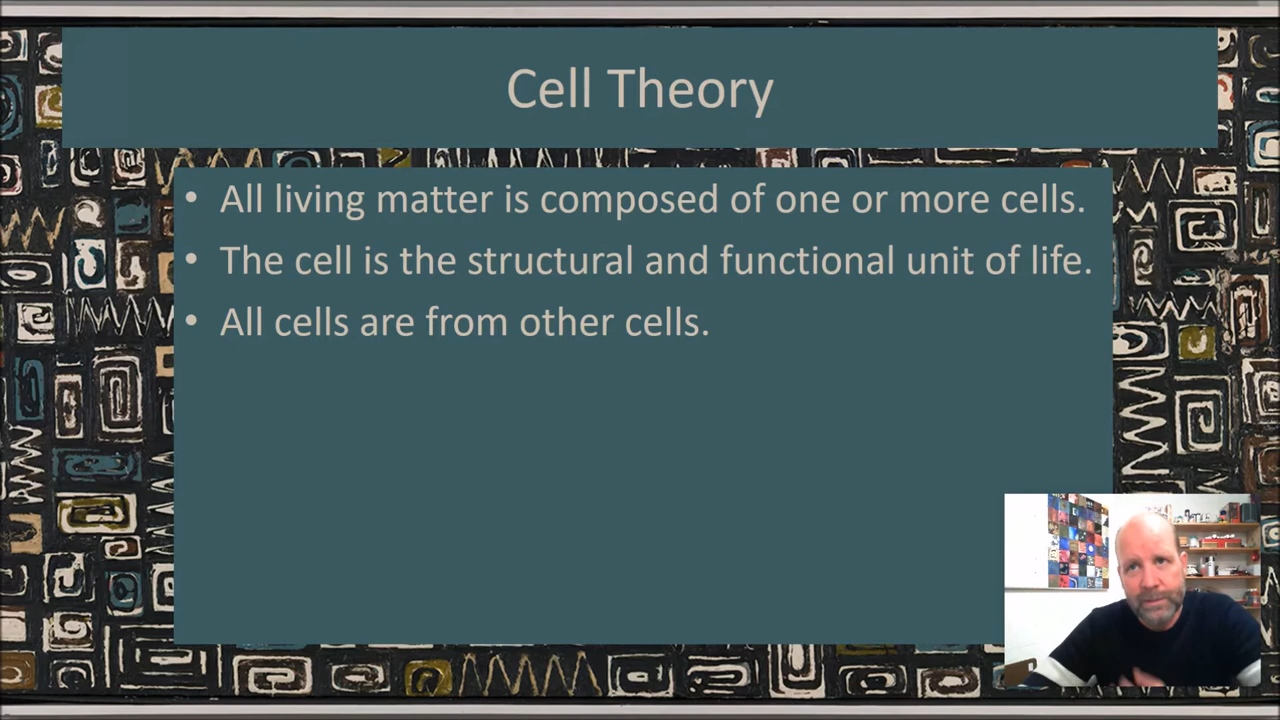 Cell Theory
• All living matter is composed of one or more cells.
• The cell is the structural and functional unit of life.
• All cells are from other cells.